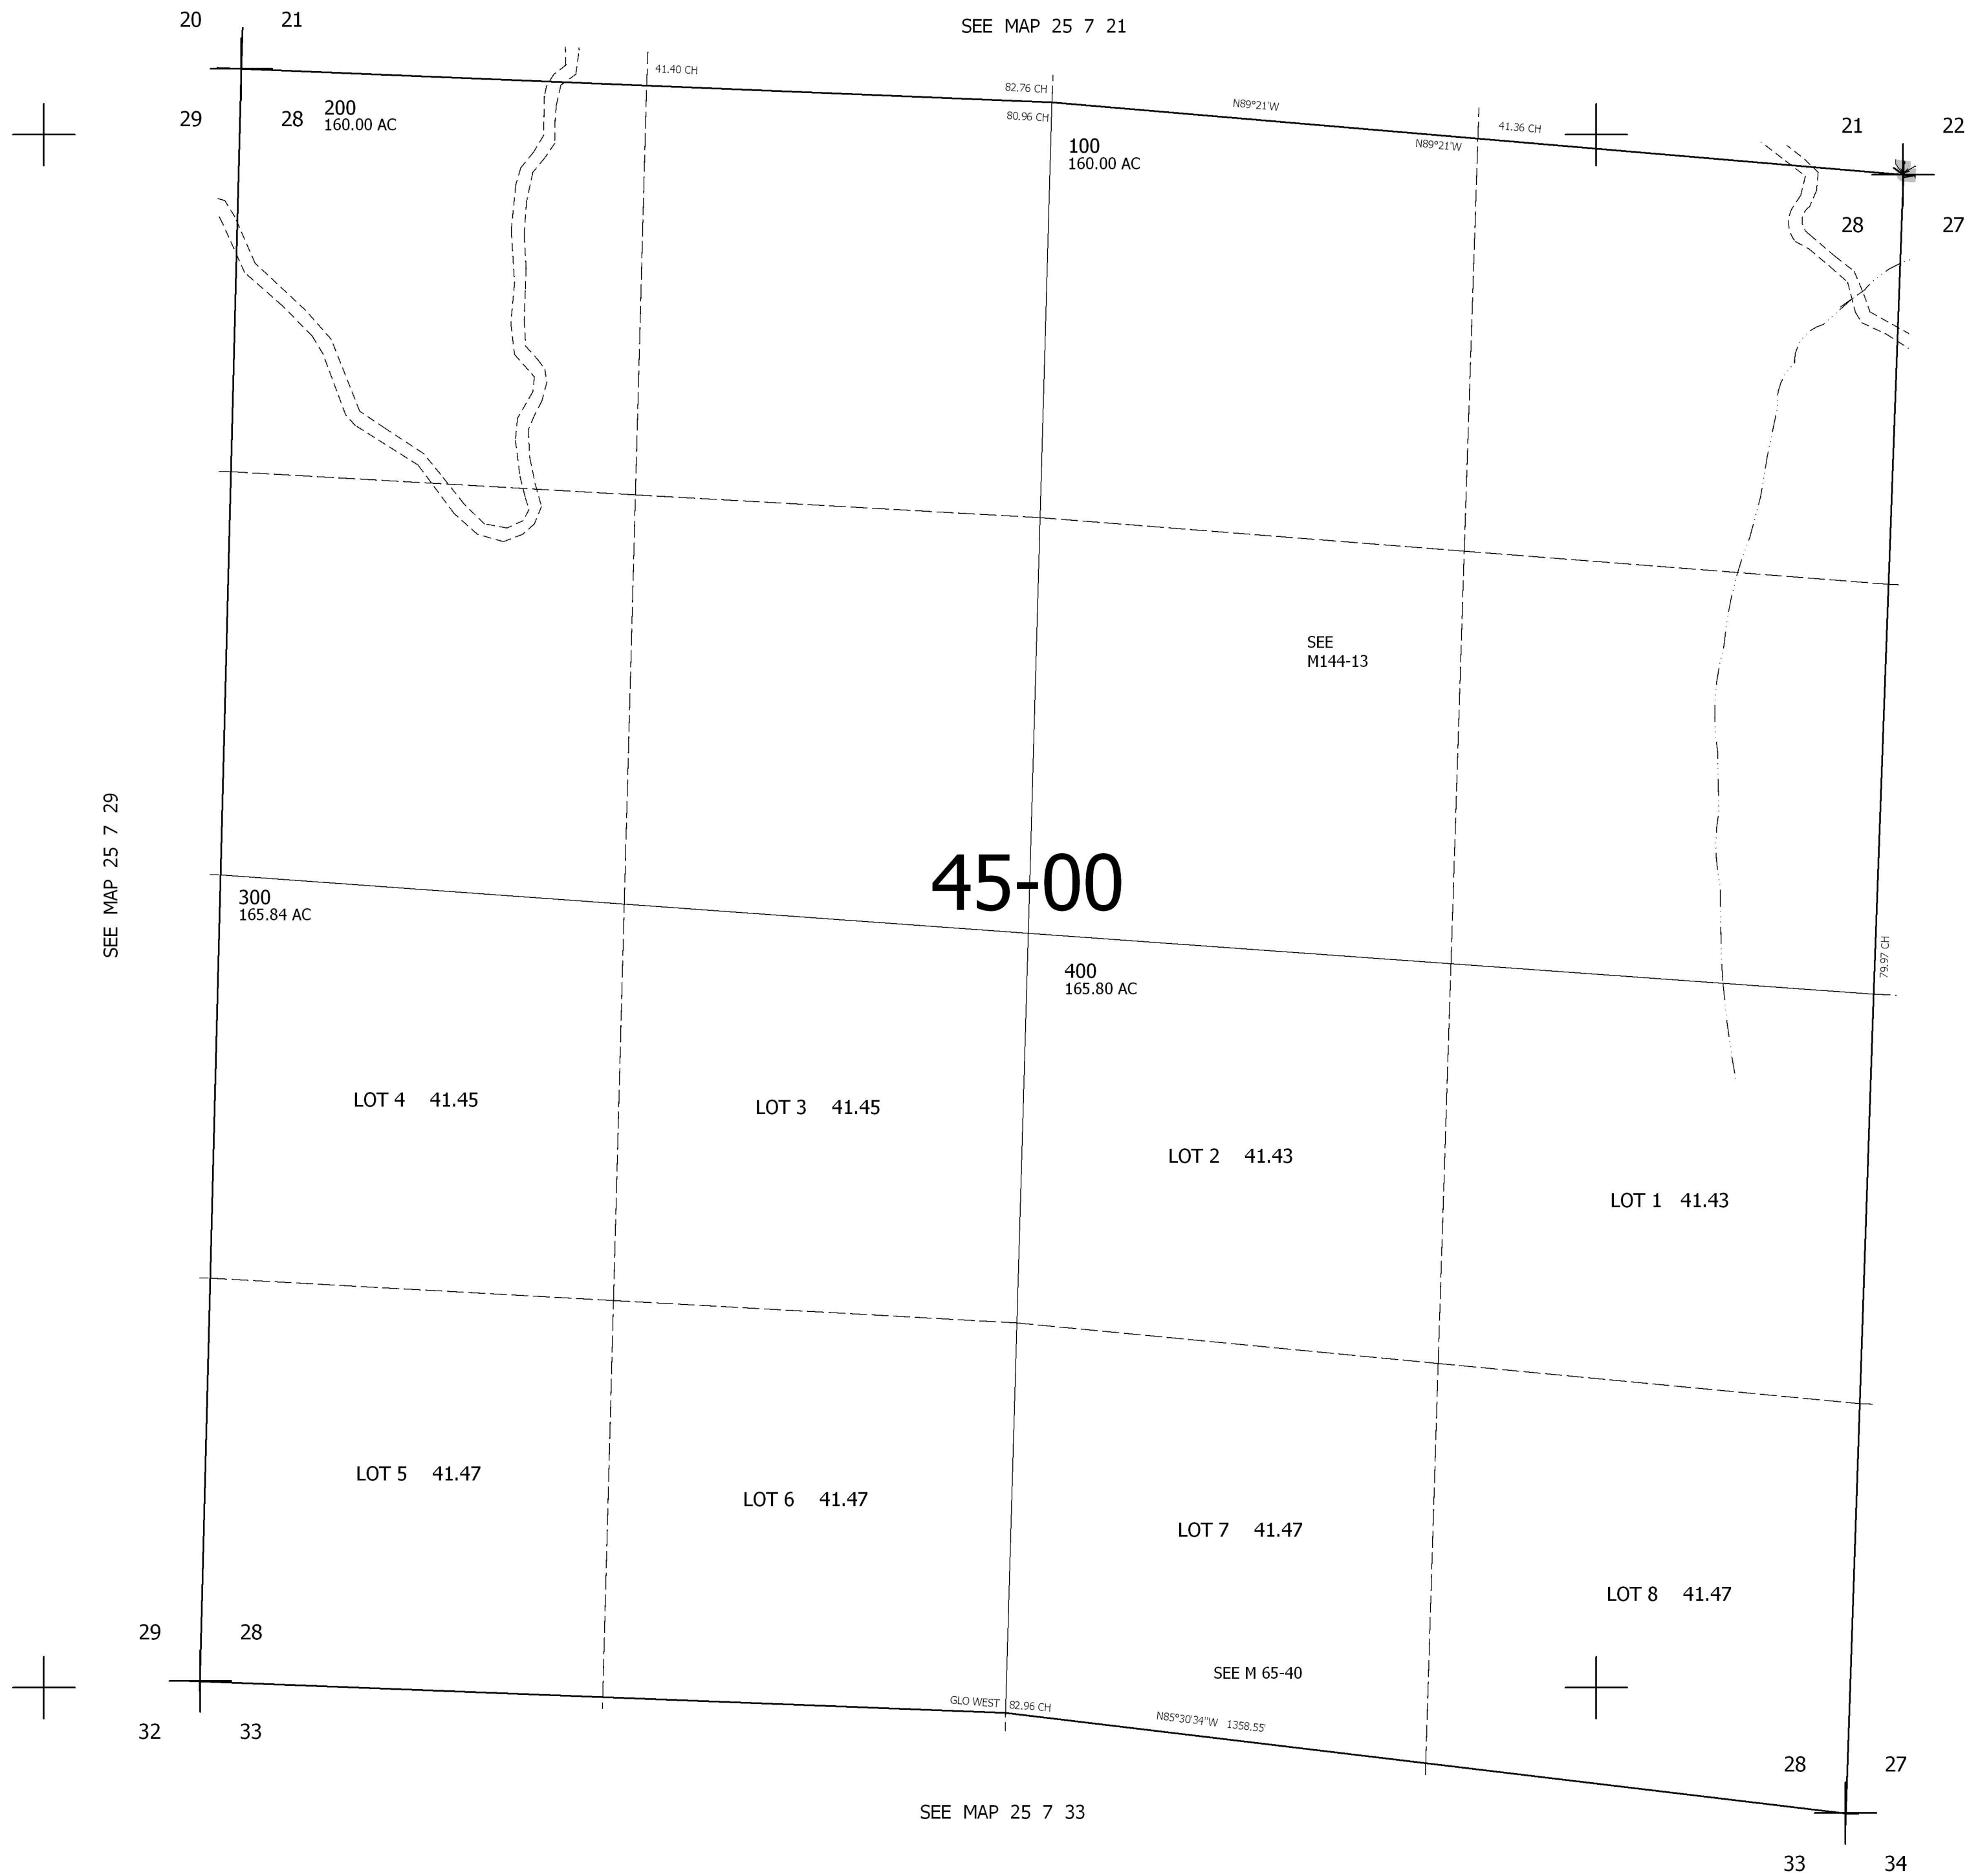 20 21
SEE MAP 25 7 21
41.40 CH
82.76 CH
N89°21'W
29 28
200
160.00 AC
80.96 CH
41.36 CH
21 22
100
160.00 AC
N89°21'W
28 27
SEE
M144-13
SEE MAP 25 7 29
45-00
300
165.84 AC
79.97 CH
400
165.80 AC
LOT 4 41.45
LOT 3 41.45
LOT 2 41.43
LOT 1 41.43
LOT 5 41.47
LOT 6 41.47
LOT 7 41.47
LOT 8 41.47
29 28
SEE M 65-40
GLO WEST 82.96 CH
N85°30'34"W 1358.55'
32 33
28 27
SEE MAP 25 7 33
33 34